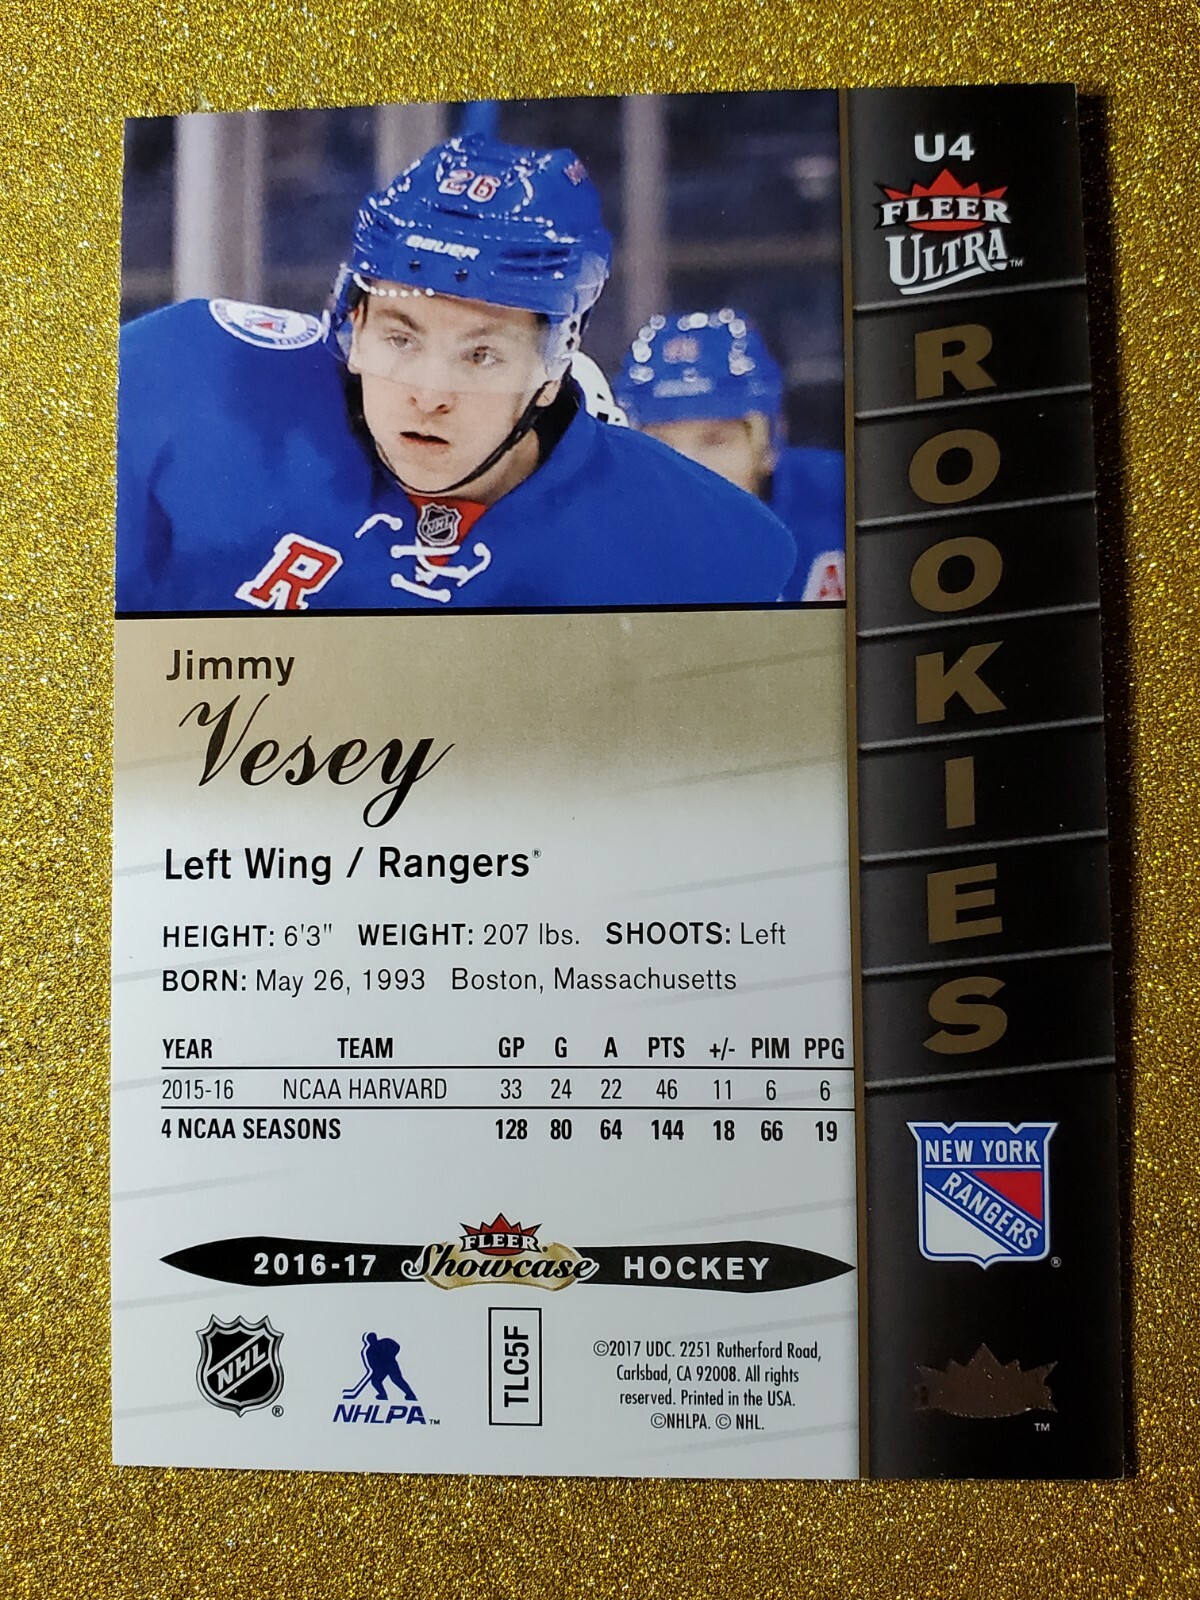 26
BAUER
NHL
R
A
Jimmy
Vesey
Left Wing / Rangers®
HEIGHT: 6'3" WEIGHT: 207 lbs. SHOOTS: Left
BORN: May 26, 1993 Boston, Massachusetts
YEAR TEAM GP G A PTS +/- PIM PPG
2015-16 NCAA HARVARD 33 24 22 46 11 6 6
4 NCAA SEASONS 128 80 64 144 18 66 19
2016-17 FLEER Showcase HOCKEY
NHL ®
NHLPA™
TLC5F
©2017 UDC. 2251 Rutherford Road,
Carlsbad, CA 92008. All rights
reserved. Printed in the USA.
©NHLPA. © NHL.
U4
FLEER
ULTRA™
ROOKIES
NEW YORK
RANGERS
®
™